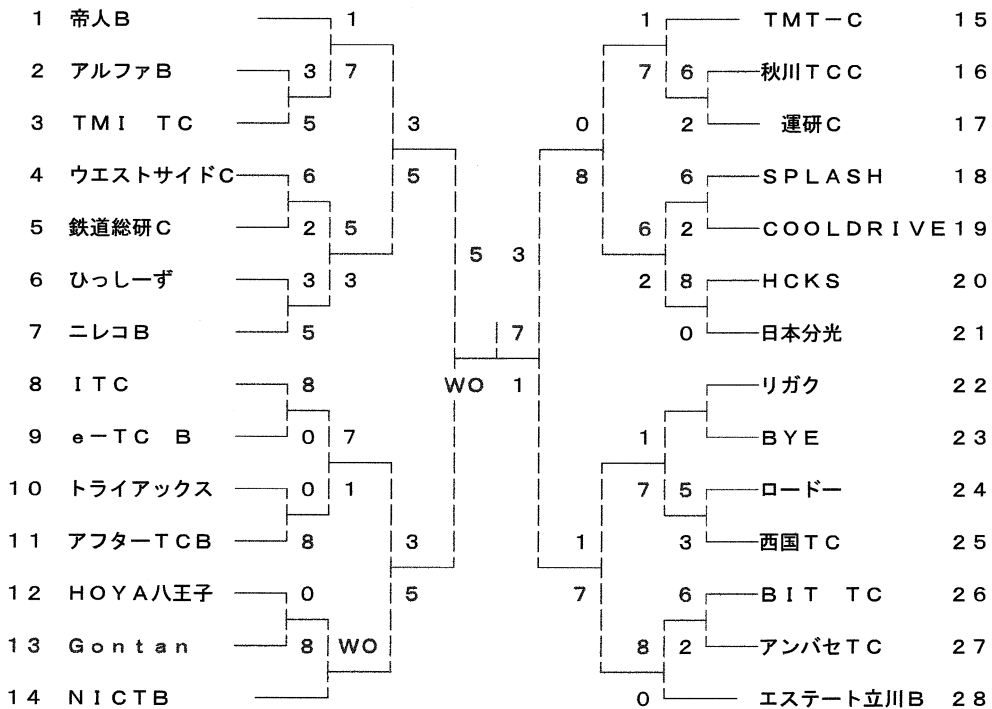 1 帝人B 1 1 TMT-C 15
2 アルファB 3 7 7 6 秋川TCC 16
3 TMI TC 5 3 0 2 運研C 17
4 ウエストサイドC 6 5 8 6 SPLASH 18
5 鉄道総研C 2 5 6 2 COOLDRIVE 19
5 3
6 ひっしーず 3 3 2 8 HCKS 20
7 ニレコB 5 7 0 日本分光 21
8 ITC 8 WO 1 リガク 22
9 e-TC B 0 7 1 BYE 23
10 トライアックス 0 1 7 5 ロードー 24
11 アフターTCB 8 3 1 3 西国TC 25
12 HOYA八王子 0 5 7 6 BIT TC 26
13 Gontan 8 WO 8 2 アンバセTC 27
14 NICTB 0 エステート立川B 28